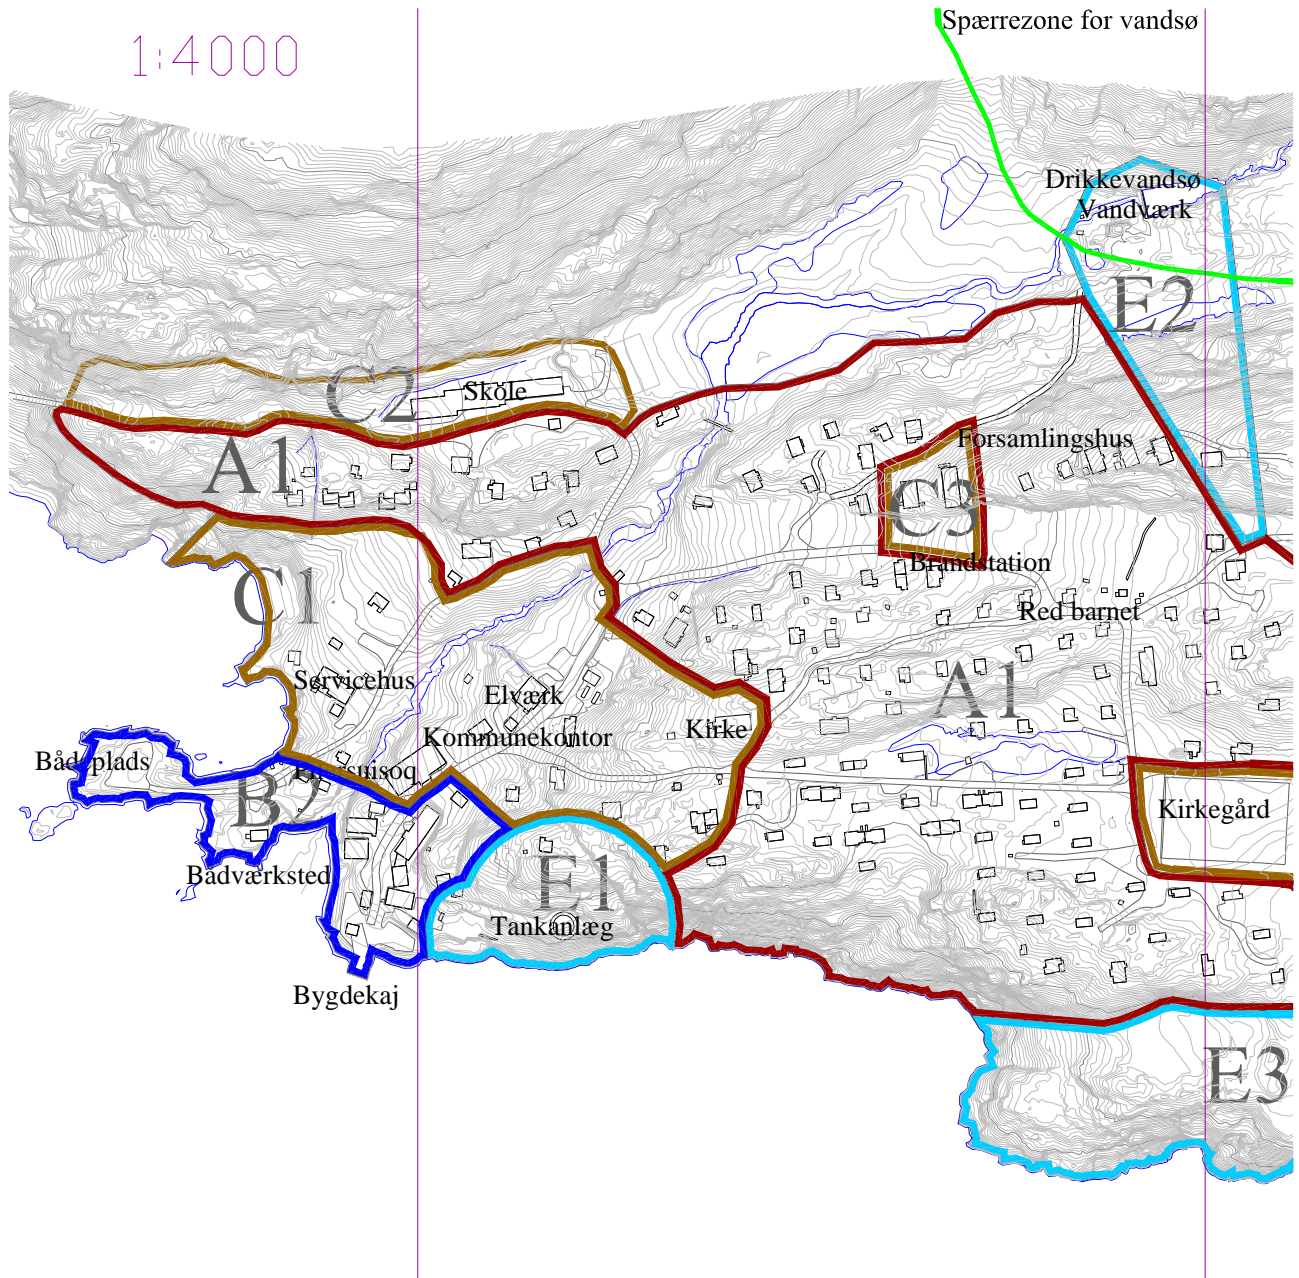 Spærrezone for vandsø
1:4000
Drikkevandsø
Vandværk
E2
C2
Skole
A1
Forsamlingshus
C3
Brandstation
C1
Red barnet
Servicehus
Elværk
A1
Kirke
Kommunekontor
Bådeplads
B2
Kirkegård
Bådværksted
E1
Tankanlæg
Bygdekaj
E3